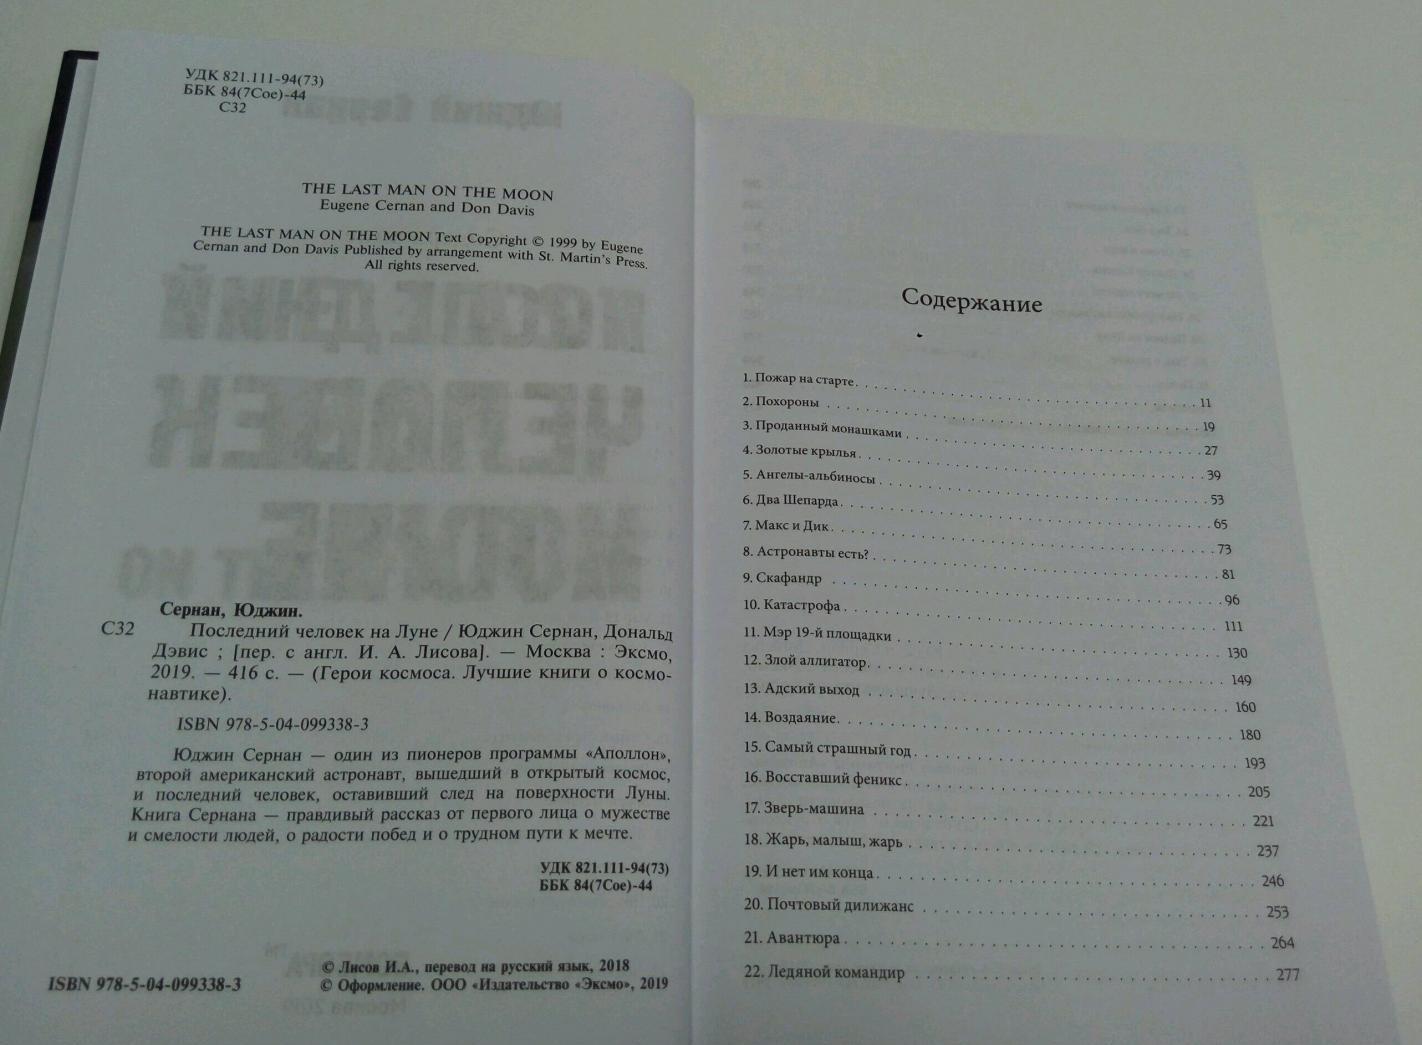 УДК 821.111-94(73)
ББК 84(7Сое)-44
С32
THE LAST MAN ON THE MOON
Eugene Cernan and Don Davis
THE LAST MAN ON THE MOON Text Copyright © 1999 by Eugene
Cernan and Don Davis Published by arrangement with St. Martin's Press.
All rights reserved.
Сернан, Юджин.
С32 Последний человек на Луне / Юджин Сернан, Дональд
Дэвис ; [пер. с англ. И. А. Лисова]. — Москва : Эксмо,
2019. — 416 с. — (Герои космоса. Лучшие книги о космо-
навтике).
ISBN 978-5-04-099338-3
Юджин Сернан — один из пионеров программы «Аполлон»,
второй американский астронавт, вышедший в открытый космос,
и последний человек, оставивший след на поверхности Луны.
Книга Сернана — правдивый рассказ от первого лица о мужестве
и смелости людей, о радости побед и о трудном пути к мечте.
УДК 821.111-94(73)
ББК 84(7Сое)-44
© Лисов И.А., перевод на русский язык, 2018
ISBN 978-5-04-099338-3 © Оформление. ООО «Издательство «Эксмо», 2019
Содержание
1. Пожар на старте. 11
2. Похороны 19
3. Проданный монашками 27
4. Золотые крылья 39
5. Ангелы-альбиносы 53
6. Два Шепарда 65
7. Макс и Дик 73
8. Астронавты есть? 81
9. Скафандр 96
10. Катастрофа 111
11. Мэр 19-й площадки 130
12. Злой аллигатор 149
13. Адский выход 160
14. Воздаяние 180
15. Самый страшный год 193
16. Восставший феникс 205
17. Зверь-машина 221
18. Жарь, малыш, жарь 237
19. И нет им конца 246
20. Почтовый дилижанс 253
21. Авантюра 264
22. Ледяной командир 277